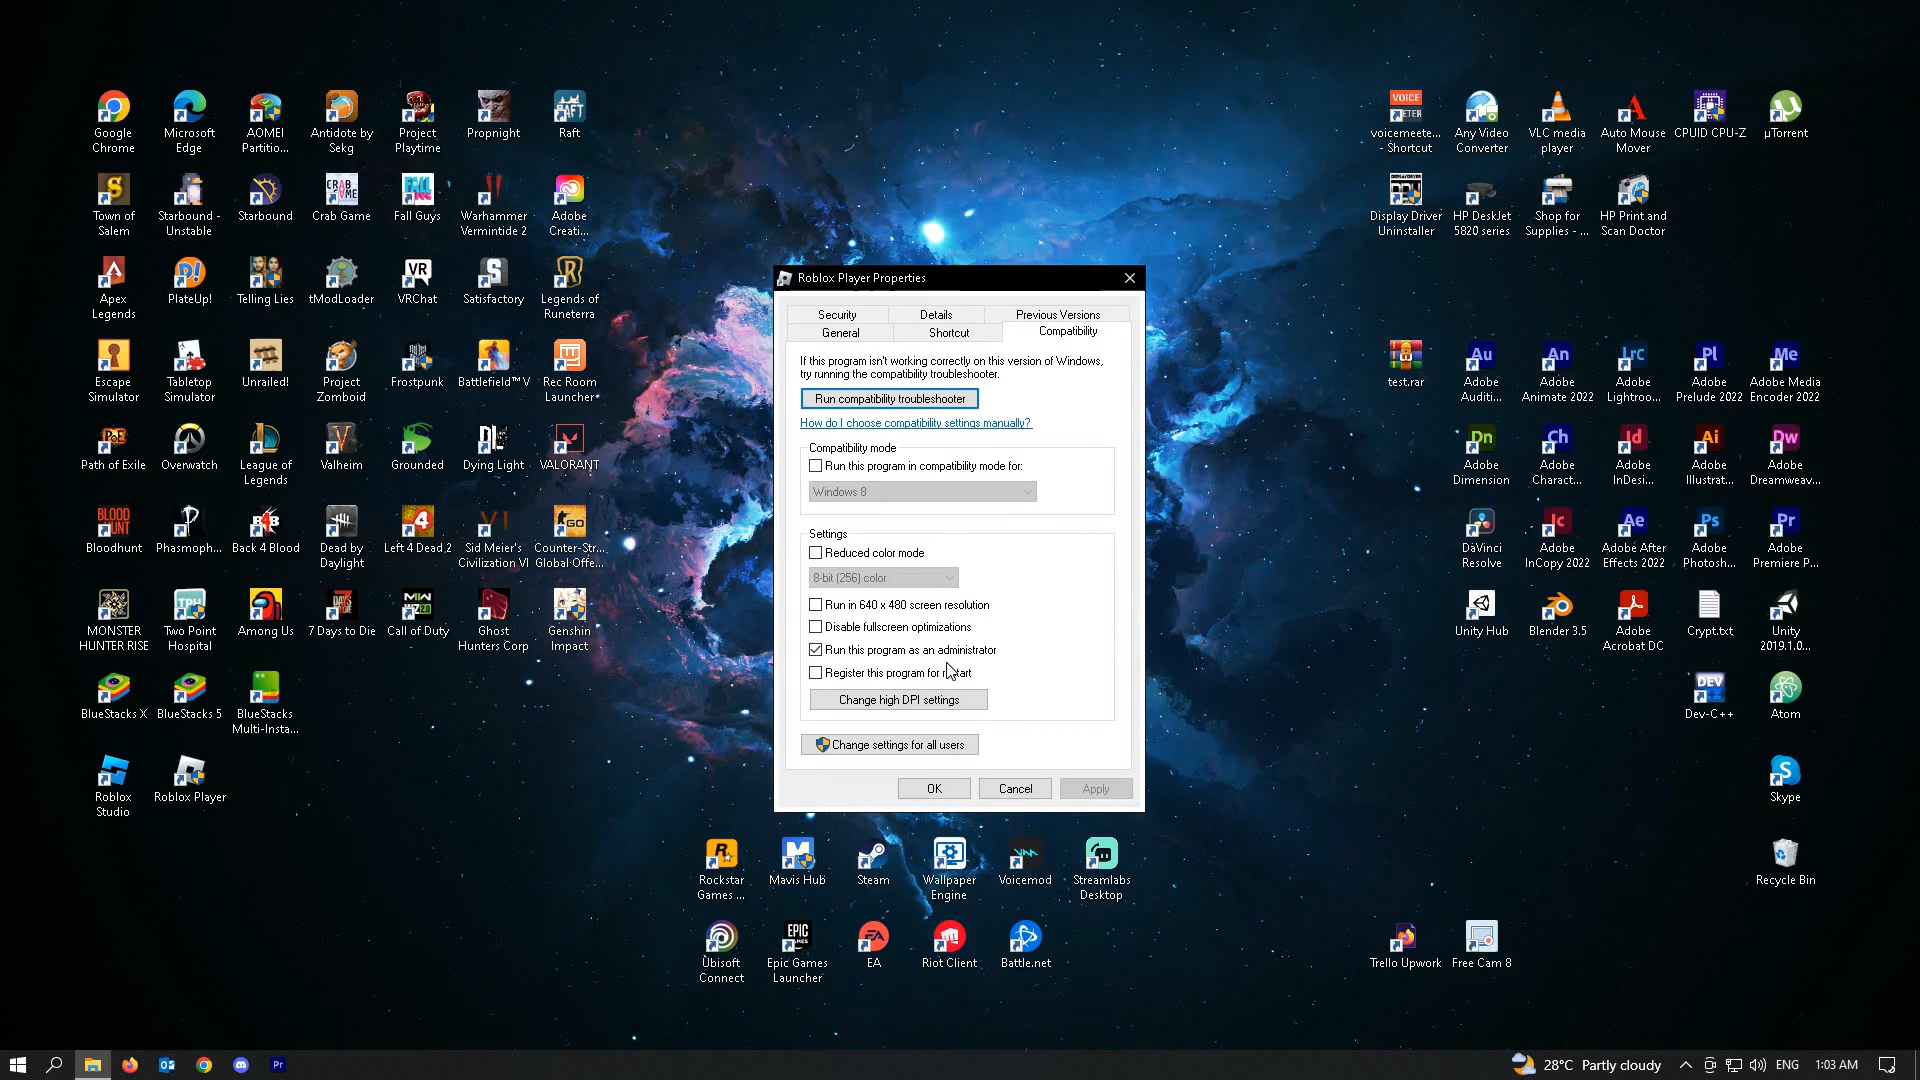 Google
Chrome
Microsoft
Edge
AOMEI
Partitio...
Antidote by
Sekg
Project
Playtime
Propnight
Raft
Town of
Salem
Starbound -
Unstable
Starbound
Crab Game
Fall Guys
Warhammer
Vermintide 2
Adobe
Creati...
Apex
Legends
PlateUp!
Telling Lies
tModLoader
VRChat
Satisfactory
Legends of
Runeterra
Escape
Simulator
Tabletop
Simulator
Unrailed!
Project
Zomboid
Frostpunk
Battlefield™ V
Rec Room
Launcher
Path of Exile
Overwatch
League of
Legends
Valheim
Grounded
Dying Light
VALORANT
Bloodhunt
Phasmoph...
Back 4 Blood
Dead by
Daylight
Left 4 Dead 2
Sid Meier's
Civilization VI
Counter-Str...
Global Offe...
MONSTER
HUNTER RISE
Two Point
Hospital
Among Us
7 Days to Die
Call of Duty
Ghost
Hunters Corp
Genshin
Impact
BlueStacks X
BlueStacks 5
BlueStacks
Multi-Insta...
Roblox
Studio
Roblox Player
Roblox Player Properties
Security
Details
Previous Versions
General
Shortcut
Compatibility
If this program isn't working correctly on this version of Windows,
try running the compatibility troubleshooter.
Run compatibility troubleshooter
How do I choose compatibility settings manually?
Compatibility mode
Run this program in compatibility mode for:
Windows 8
Settings
Reduced color mode
8-bit (256) color
Run in 640 x 480 screen resolution
Disable fullscreen optimizations
Run this program as an administrator
Register this program for restart
Change high DPI settings
Change settings for all users
OK
Cancel
Apply
voicemeete...
- Shortcut
Any Video
Converter
VLC media
player
Auto Mouse
Mover
CPUID CPU-Z
µTorrent
Display Driver
Uninstaller
HP DeskJet
5820 series
Shop for
Supplies - ...
HP Print and
Scan Doctor
test.rar
Adobe
Auditi...
Adobe
Animate 2022
Adobe
Lightroo...
Adobe
Prelude 2022
Adobe Media
Encoder 2022
Adobe
Dimension
Adobe
Charact...
Adobe
InDesi...
Adobe
Illustrat...
Adobe
Dreamweav...
DaVinci
Resolve
Adobe
InCopy 2022
Adobe After
Effects 2022
Adobe
Photosh...
Adobe
Premiere P...
Unity Hub
Blender 3.5
Adobe
Acrobat DC
Crypt.txt
Unity
2019.1.0...
Dev-C++
Atom
Skype
Recycle Bin
Rockstar
Games ...
Mavis Hub
Steam
Wallpaper
Engine
Voicemod
Streamlabs
Desktop
Ubisoft
Connect
Epic Games
Launcher
EA
Riot Client
Battle.net
Trello Upwork
Free Cam 8
28°C Partly cloudy
ENG
1:03 AM